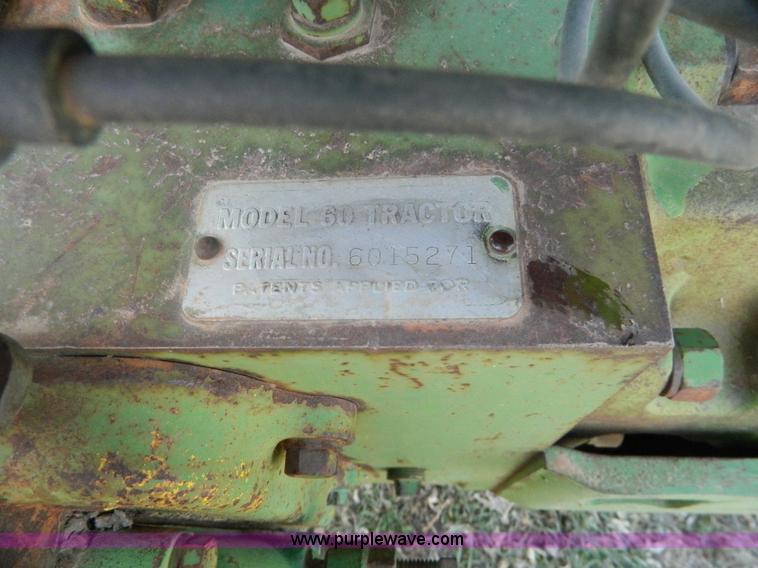 MODEL 60 TRACTOR
SERIAL NO. 6015271
PATENTS APPLIED FOR
www.purplewave.com